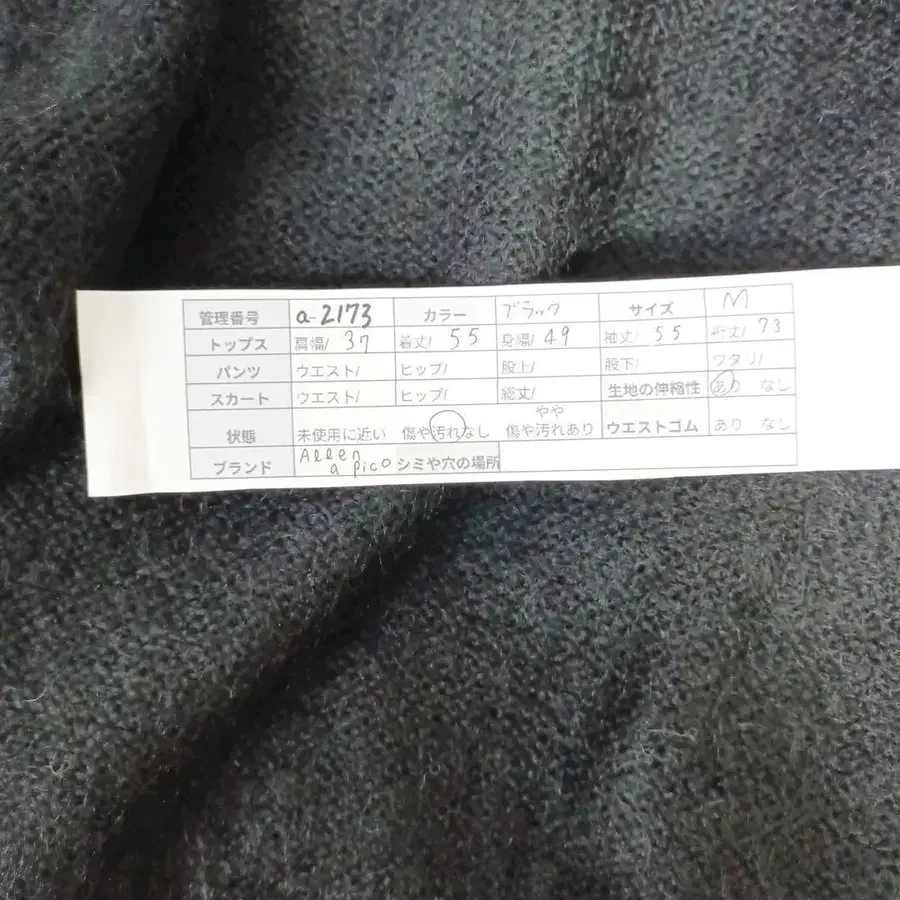 管理番号 a-2173 カラー ブラック サイズ M
トップス 肩幅/ 37 着丈/ 55 身幅/ 49 袖丈/ 55 裄丈/ 73
パンツ ウエスト/ ヒップ/ 股上/ 股下/ ワタリ/
スカート ウエスト/ ヒップ/ 総丈/ 生地の伸縮性 あり なし
状態 未使用に近い 傷や汚れなし やや傷や汚れあり ウエストゴム あり なし
ブランド Allen a pico シミや穴の場所